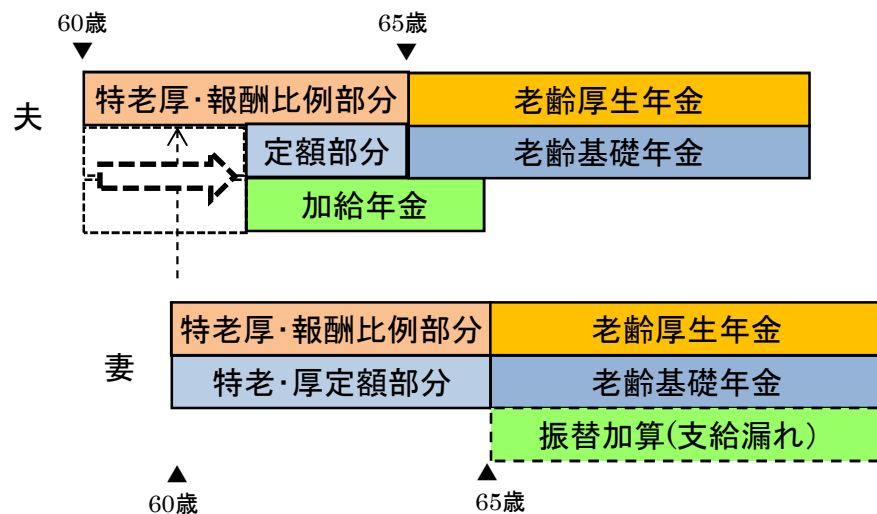 60歳
65歳
▼
▼
夫
特老厚・報酬比例部分
老齢厚生年金
定額部分
老齢基礎年金
加給年金
妻
特老厚・報酬比例部分
老齢厚生年金
特老・厚定額部分
老齢基礎年金
振替加算(支給漏れ）
▲
▲
60歳
65歳